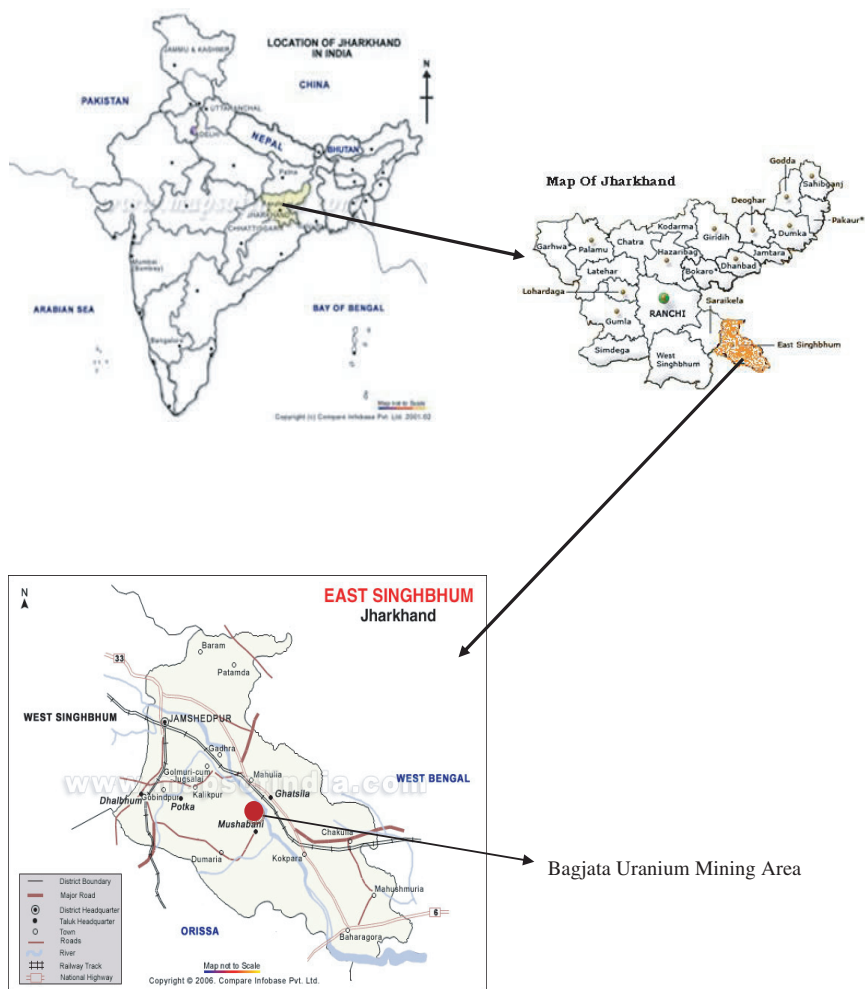 LOCATION OF JHARKHAND
IN INDIA
N
JAMMU & KASHMIR
CHINA
PAKISTAN
UTTARANCHAL
DELHI
NEPAL
BHUTAN
Patna
JHARKHAND
CHHATTISGARH
Mumbai
(Bombay)
ARABIAN SEA
BAY OF BENGAL
Bangalore
Map not to Scale
Copyright (c) Compare Infobase Pvt. Ltd. 2001-02
Map Of Jharkhand
Godda
Sahibganj
Deoghar
Pakaur*
Kodarma
Giridih
Dumka
Garhwa*
Palamu
Chatra
Hazaribag
Jamtara
Dhanbad
Latehar
Bokaro*
Lohardaga
Saraikela
RANCHI
Gumla
East Singhbhum
Simdega
West
Singhbhum
N
EAST SINGHBHUM
Jharkhand
Baram
33
Patamda
WEST SINGHBHUM
JAMSHEDPUR
Gadhra
Golmuri-cum
Jugsalai
Mahulia
WEST BENGAL
Dhalbhum
Gobindpur
Kalikpur
Ghatsila
Potka
Mushabani
Chakulia
Dumaria
Kokpara
Bagjata Uranium Mining Area
Mahushmuria
District Boundary
Major Road
District Headquarter
Taluk Headquarter
Town
Roads
River
Railway Track
National Highway
6
ORISSA
Baharagora
Map not to Scale
Copyright © 2006. Compare Infobase Pvt. Ltd.